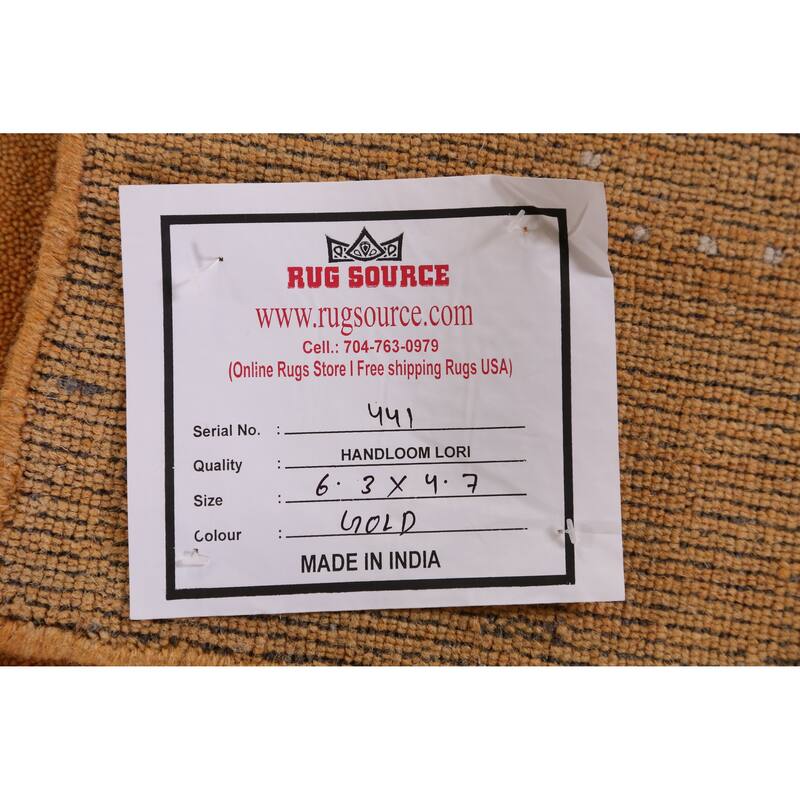 RUG SOURCE
www.rugsource.com
Cell.: 704-763-0979
(Online Rugs Store I Free shipping Rugs USA)
Serial No. : 441
Quality : HANDLOOM LORI
Size : 6.3 X 4.7
Colour : GOLD
MADE IN INDIA